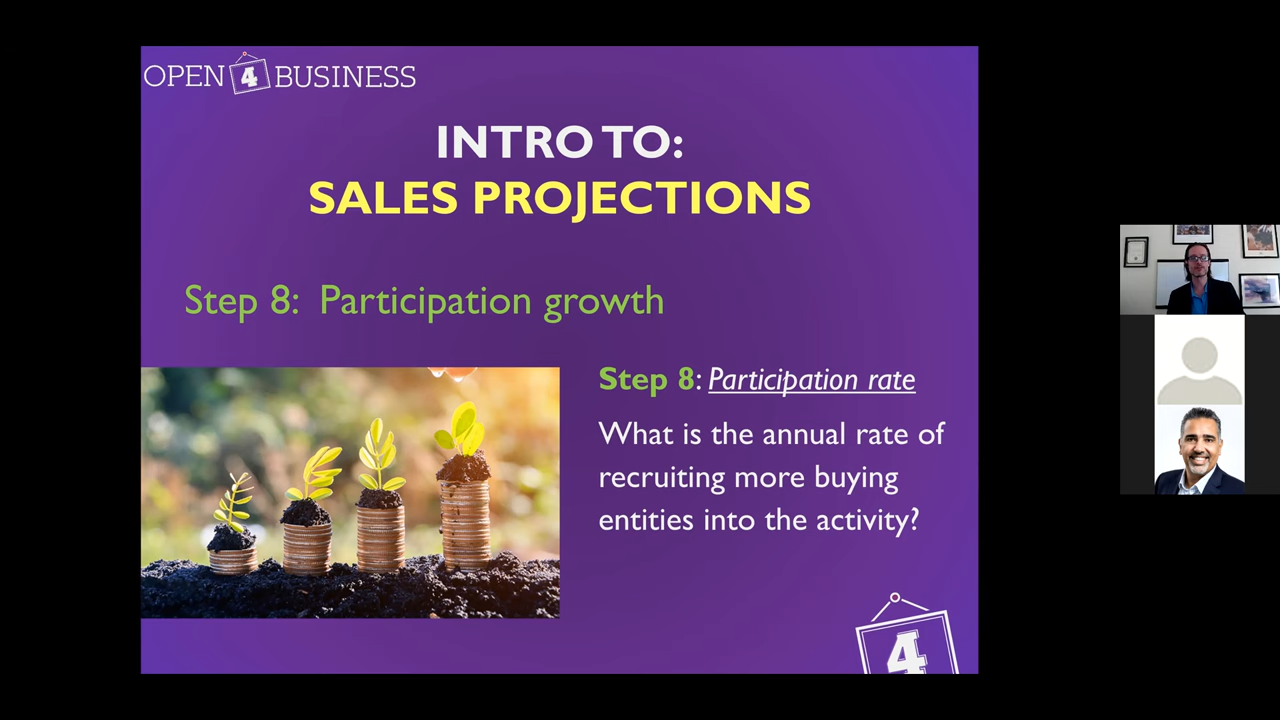 OPEN 4 BUSINESS
INTRO TO:
SALES PROJECTIONS
Step 8: Participation growth
Step 8: Participation rate
What is the annual rate of
recruiting more buying
entities into the activity?
4